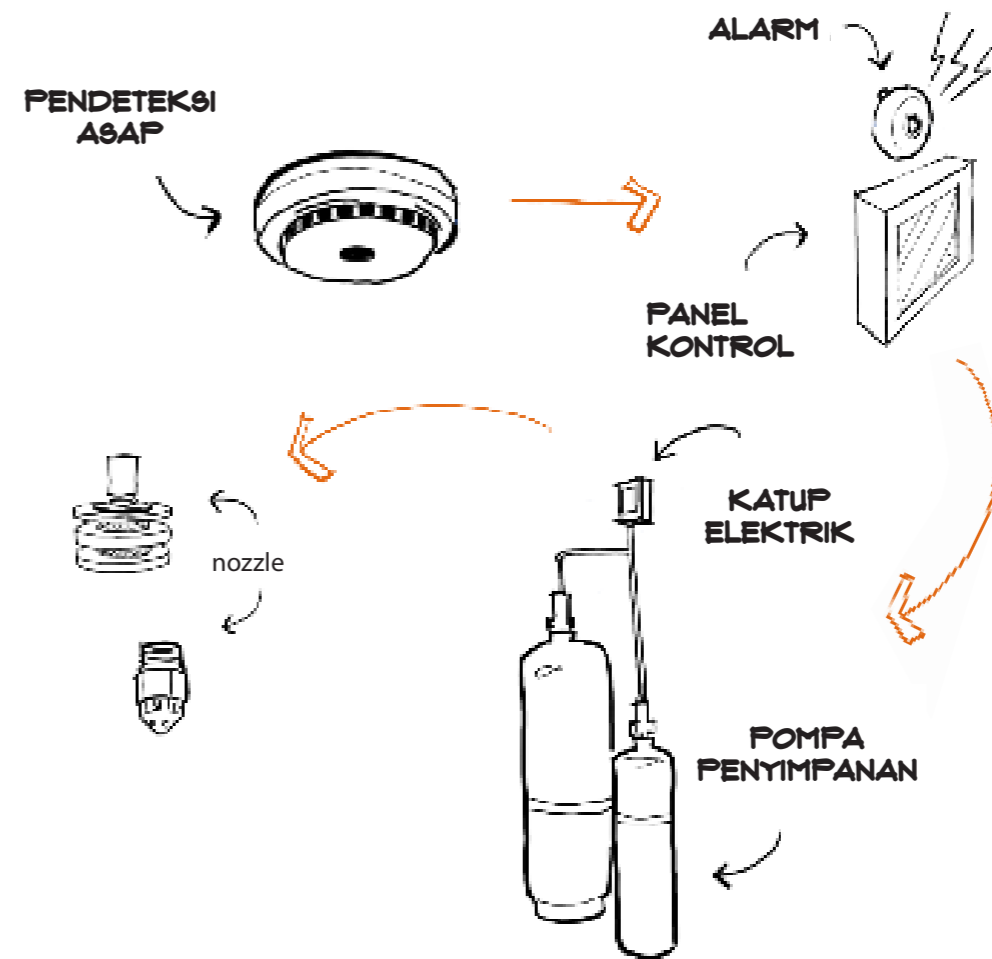 ALARM
PENDETEKSI
ASAP
PANEL
KONTROL
KATUP
ELEKTRIK
nozzle
POMPA
PENYIMPANAN